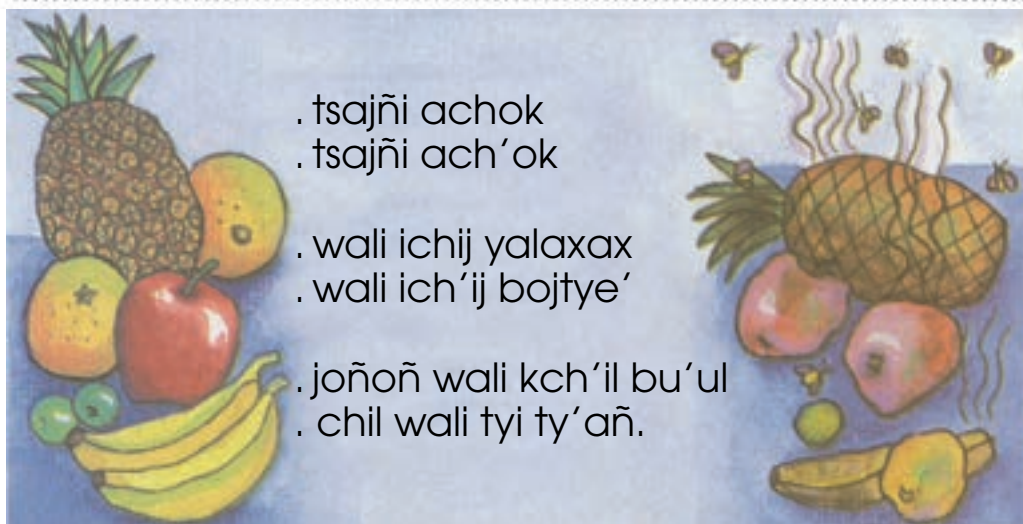 . tsajñi achok
. tsajñi ach’ok
. wali ichij yalaxax
. wali ich’ij bojtye‘
. joñoñ wali kch’il bu’ul
. chil wali tyi ty’añ.